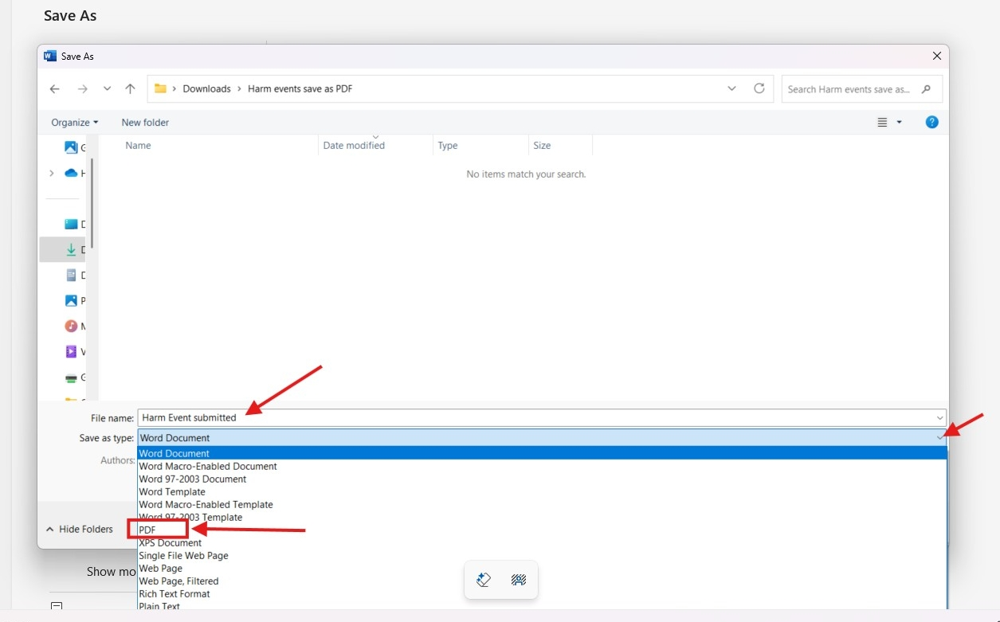 Save As
Save As
Downloads > Harm events save as PDF
Search Harm events save as...
Organize
New folder
Name
Date modified
Type
Size
No items match your search.
File name: Harm Event submitted
Save as type: Word Document
Word Document
Authors:
Word Macro-Enabled Document
Word 97-2003 Document
Word Template
Word Macro-Enabled Template
Word 97-2003 Template
Hide Folders
PDF
XPS Document
Single File Web Page
Web Page
Show mo
Web Page, Filtered
Rich Text Format
Plain Text